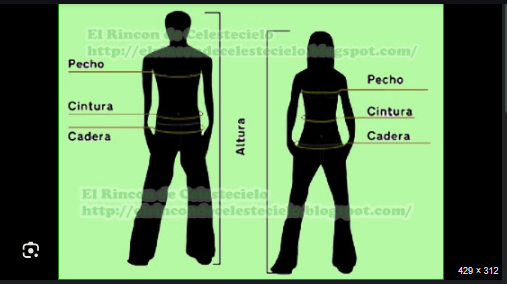 El Rincon de Celestecielo
http://elrincondecelestecielo.blogspot.com/
Pecho
Cintura
Cadera
Altura
Pecho
Cintura
Cadera
El Rincon de Celestecielo
http://elrincondecelestecielo.blogspot.com/
429 × 312